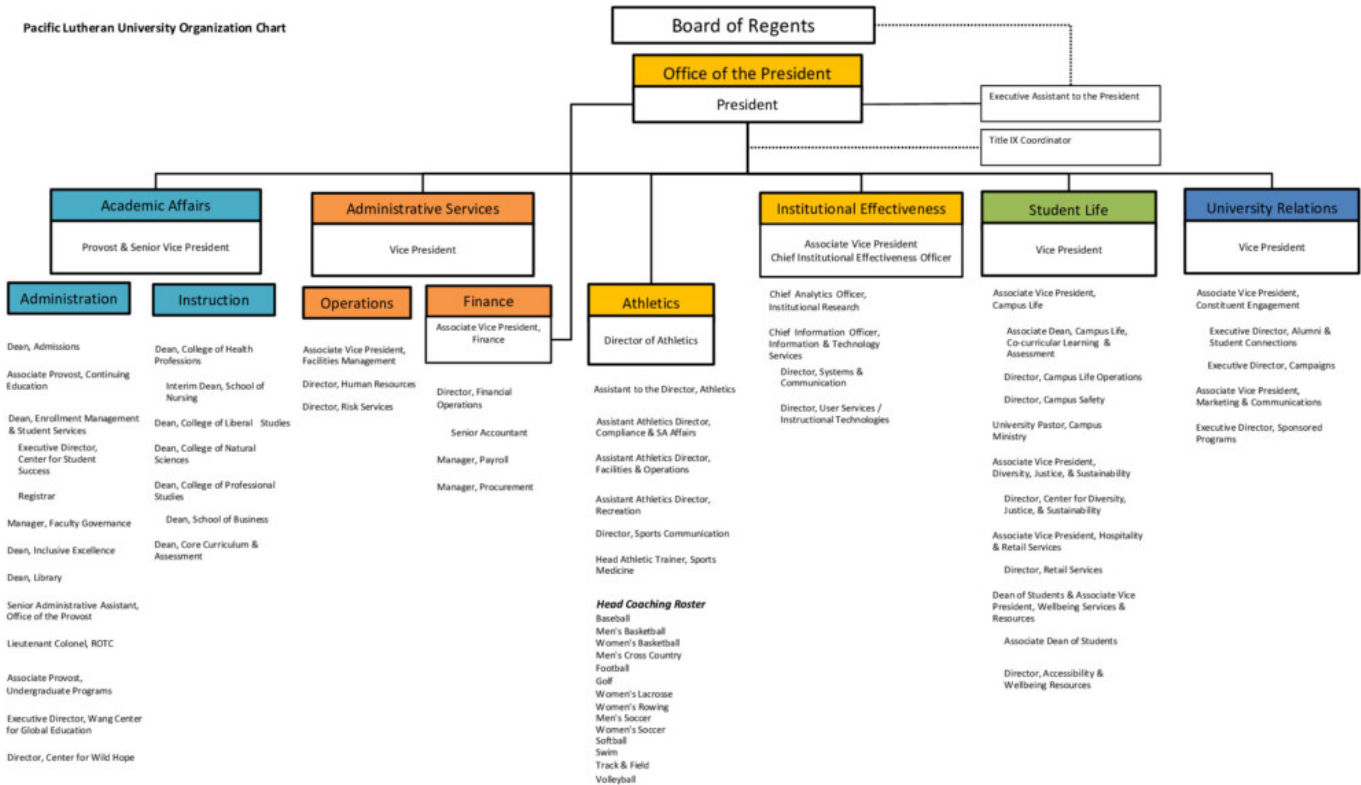 Pacific Lutheran University Organization Chart
Board of Regents
Office of the President
President
Executive Assistant to the President
Title IX Coordinator
Academic Affairs
Provost & Senior Vice President
Administrative Services
Vice President
Institutional Effectiveness
Associate Vice President
Chief Institutional Effectiveness Officer
Student Life
Vice President
University Relations
Vice President
Administration
Dean, Admissions
Associate Provost, Continuing
Education
Dean, Enrollment Management
& Student Services
Executive Director,
Center for Student
Success
Registrar
Manager, Faculty Governance
Dean, Inclusive Excellence
Dean, Library
Senior Administrative Assistant,
Office of the Provost
Lieutenant Colonel, ROTC
Associate Provost,
Undergraduate Programs
Executive Director, Wang Center
for Global Education
Director, Center for Wild Hope
Instruction
Dean, College of Health
Professions
Interim Dean, School of
Nursing
Dean, College of Liberal Studies
Dean, College of Natural
Sciences
Dean, College of Professional
Studies
Dean, School of Business
Dean, Core Curriculum &
Assessment
Operations
Associate Vice President,
Facilities Management
Director, Human Resources
Director, Risk Services
Finance
Associate Vice President,
Finance
Director, Financial
Operations
Senior Accountant
Manager, Payroll
Manager, Procurement
Athletics
Director of Athletics
Assistant to the Director, Athletics
Assistant Athletics Director,
Compliance & SA Affairs
Assistant Athletics Director,
Facilities & Operations
Assistant Athletics Director,
Recreation
Director, Sports Communication
Head Athletic Trainer, Sports
Medicine
Head Coaching Roster
Baseball
Men's Basketball
Women's Basketball
Men's Cross Country
Football
Golf
Women's Lacrosse
Women's Rowing
Men's Soccer
Women's Soccer
Softball
Swim
Track & Field
Volleyball
Chief Analytics Officer,
Institutional Research
Chief Information Officer,
Information & Technology
Services
Director, Systems &
Communication
Director, User Services /
Instructional Technologies
Associate Vice President,
Campus Life
Associate Dean, Campus Life,
Co-curricular Learning &
Assessment
Director, Campus Life Operations
Director, Campus Safety
University Pastor, Campus
Ministry
Associate Vice President,
Diversity, Justice, & Sustainability
Director, Center for Diversity,
Justice, & Sustainability
Associate Vice President, Hospitality
& Retail Services
Director, Retail Services
Dean of Students & Associate Vice
President, Wellbeing Services &
Resources
Associate Dean of Students
Director, Accessibility &
Wellbeing Resources
Associate Vice President,
Constituent Engagement
Executive Director, Alumni &
Student Connections
Executive Director, Campaigns
Associate Vice President,
Marketing & Communications
Executive Director, Sponsored
Programs